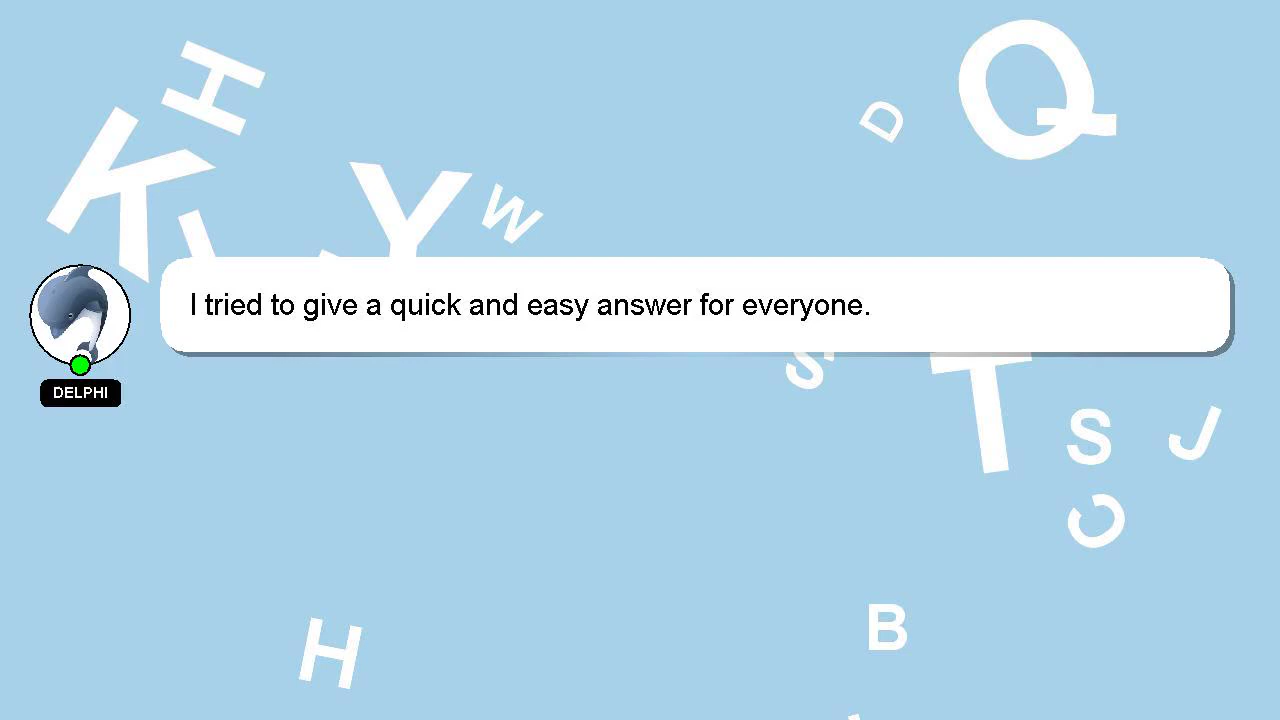 H
Q
D
K
Y
W
I tried to give a quick and easy answer for everyone.
DELPHI
T
S
J
C
B
H